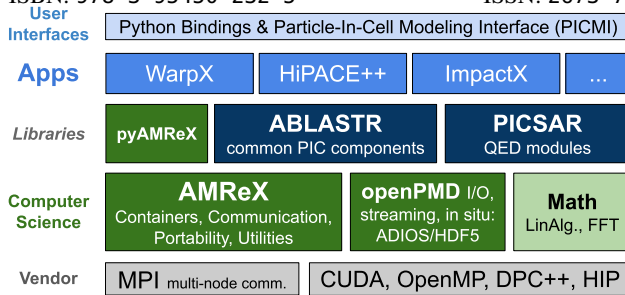 User
Interfaces
Python Bindings & Particle-In-Cell Modeling Interface (PICMI)
Apps
WarpX
HiPACE++
ImpactX
...
Libraries
pyAMReX
ABLASTR
common PIC components
PICSAR
QED modules
Computer
Science
AMReX
Containers, Communication,
Portability, Utilities
openPMD I/O,
streaming, in situ:
ADIOS/HDF5
Math
LinAlg., FFT
Vendor
MPI multi-node comm.
CUDA, OpenMP, DPC++, HIP